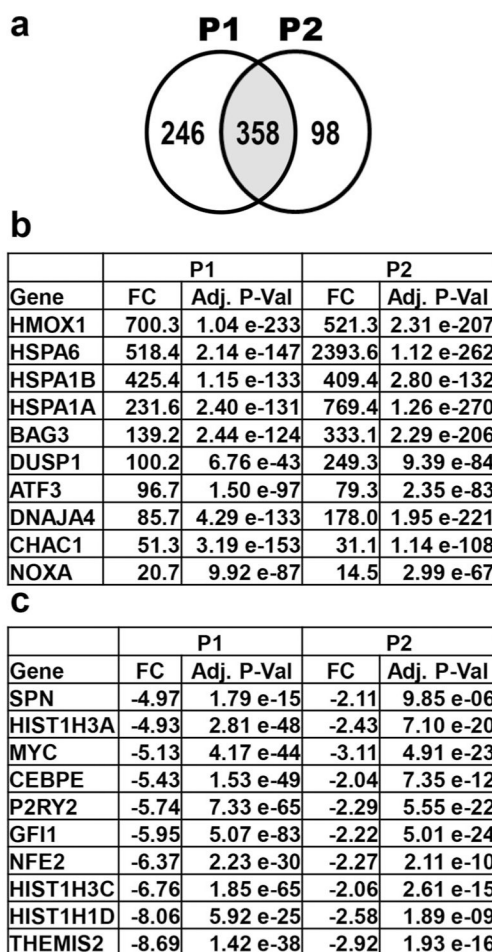 a
P1 P2
246 358 98
b
P1 P2
Gene FC Adj. P-Val FC Adj. P-Val
HMOX1 700.3 1.04 e-233 521.3 2.31 e-207
HSPA6 518.4 2.14 e-147 2393.6 1.12 e-262
HSPA1B 425.4 1.15 e-133 409.4 2.80 e-132
HSPA1A 231.6 2.40 e-131 769.4 1.26 e-270
BAG3 139.2 2.44 e-124 333.1 2.29 e-206
DUSP1 100.2 6.76 e-43 249.3 9.39 e-84
ATF3 96.7 1.50 e-97 79.3 2.35 e-83
DNAJA4 85.7 4.29 e-133 178.0 1.95 e-221
CHAC1 51.3 3.19 e-153 31.1 1.14 e-108
NOXA 20.7 9.92 e-87 14.5 2.99 e-67
c
P1 P2
Gene FC Adj. P-Val FC Adj. P-Val
SPN -4.97 1.79 e-15 -2.11 9.85 e-06
HIST1H3A -4.93 2.81 e-48 -2.43 7.10 e-20
MYC -5.13 4.17 e-44 -3.11 4.91 e-23
CEBPE -5.43 1.53 e-49 -2.04 7.35 e-12
P2RY2 -5.74 7.33 e-65 -2.29 5.55 e-22
GFI1 -5.95 5.07 e-83 -2.22 5.01 e-24
NFE2 -6.37 2.23 e-30 -2.27 2.11 e-10
HIST1H3C -6.76 1.85 e-65 -2.06 2.61 e-15
HIST1H1D -8.06 5.92 e-25 -2.58 1.89 e-09
THEMIS2 -8.69 1.42 e-38 -2.92 1.93 e-16